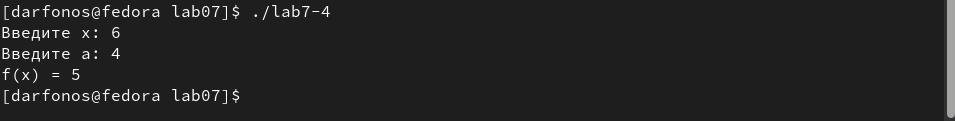 [darfonos@fedora lab07]$ ./lab7-4
Введите x: 6
Введите a: 4
f(x) = 5
[darfonos@fedora lab07]$